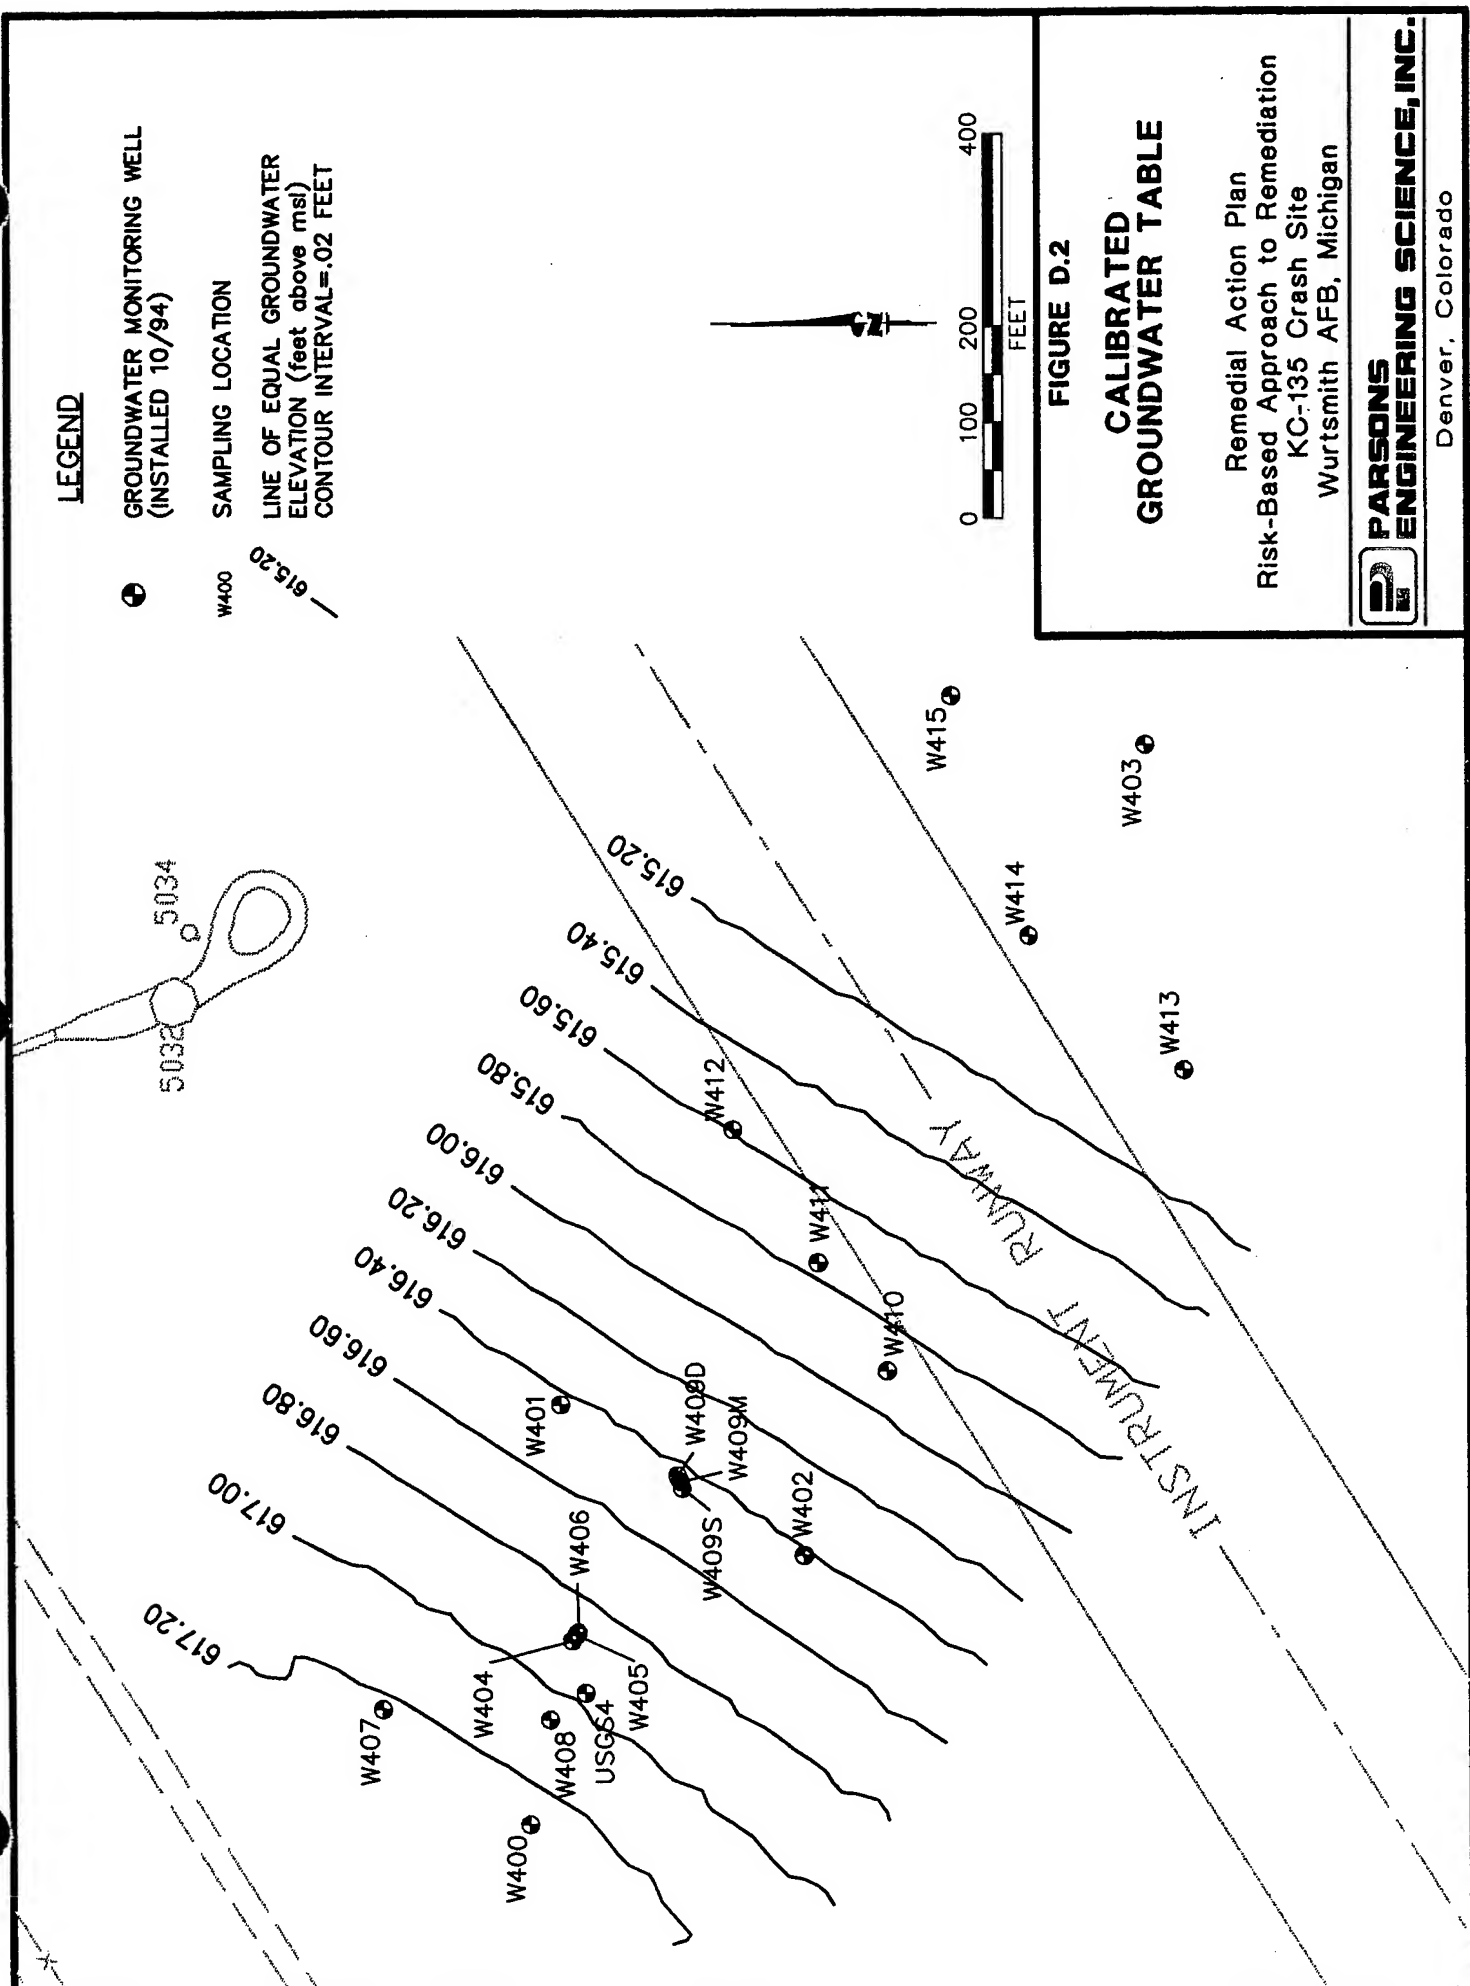 LEGEND
GROUNDWATER MONITORING WELL
(INSTALLED 10/94)
W400 SAMPLING LOCATION
615.20
LINE OF EQUAL GROUNDWATER
ELEVATION (feet above msl)
CONTOUR INTERVAL=.02 FEET
5032
5034
617.20
617.00
616.80
616.60
616.40
616.20
616.00
615.80
615.60
615.40
615.20
W407
W400
W408
USGS4
W404
W405
W406
W401
W409S
W409D
W409M
W402
W410
W411
W412
W413
W414
W415
W403
INSTRUMENT RUNWAY
0 100 200 400
FEET
FIGURE D.2
CALIBRATED
GROUNDWATER TABLE
Remedial Action Plan
Risk-Based Approach to Remediation
KC-135 Crash Site
Wurtsmith AFB, Michigan
PARSONS
ENGINEERING SCIENCE, INC.
Denver, Colorado